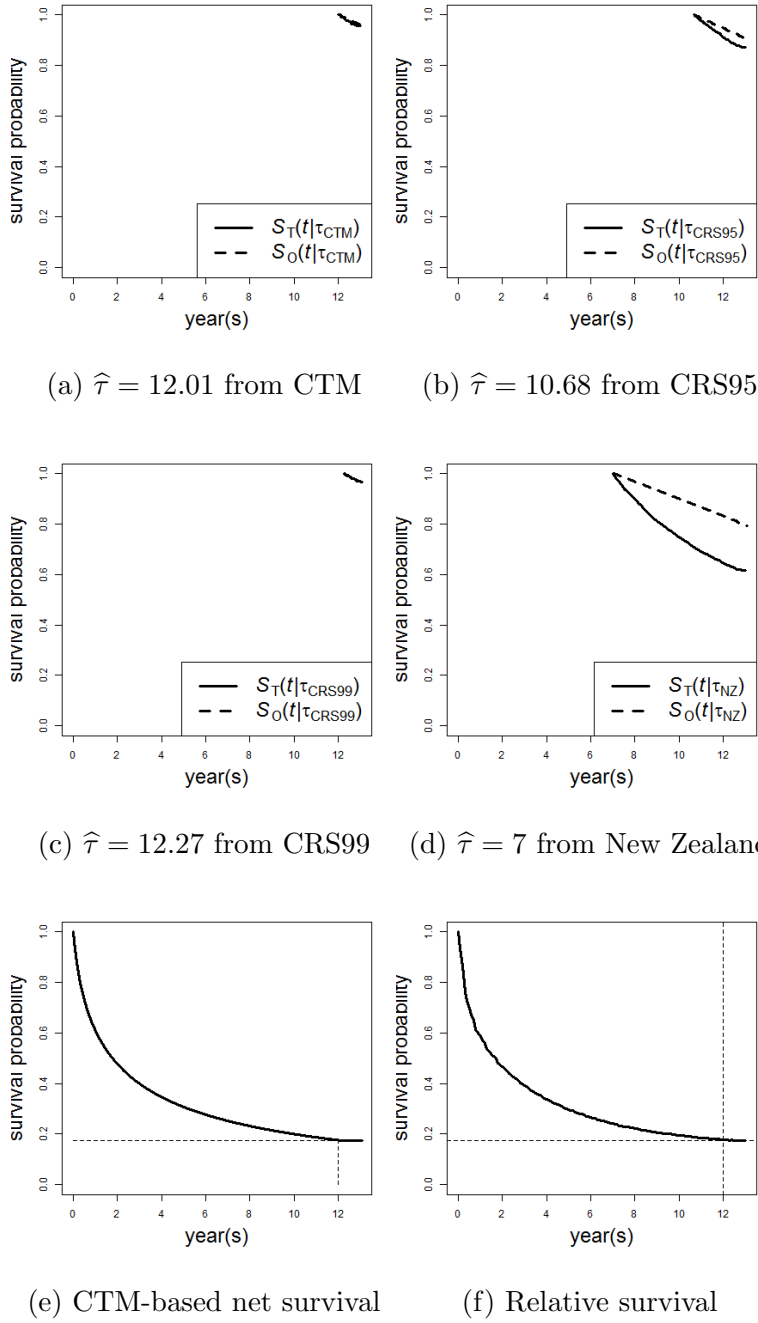 survival probability
0.0 0.2 0.4 0.6 0.8 1.0
S_T(t|τ_CTM)
S_O(t|τ_CTM)
0 2 4 6 8 10 12
year(s)
(a) τ̂ = 12.01 from CTM
survival probability
0.0 0.2 0.4 0.6 0.8 1.0
S_T(t|τ_CRS95)
S_O(t|τ_CRS95)
0 2 4 6 8 10 12
year(s)
(b) τ̂ = 10.68 from CRS95
survival probability
0.0 0.2 0.4 0.6 0.8 1.0
S_T(t|τ_CRS99)
S_O(t|τ_CRS99)
0 2 4 6 8 10 12
year(s)
(c) τ̂ = 12.27 from CRS99
survival probability
0.0 0.2 0.4 0.6 0.8 1.0
S_T(t|τ_NZ)
S_O(t|τ_NZ)
0 2 4 6 8 10 12
year(s)
(d) τ̂ = 7 from New Zealand
survival probability
0.0 0.2 0.4 0.6 0.8 1.0
0 2 4 6 8 10 12
year(s)
(e) CTM-based net survival
survival probability
0.0 0.2 0.4 0.6 0.8 1.0
0 2 4 6 8 10 12
year(s)
(f) Relative survival